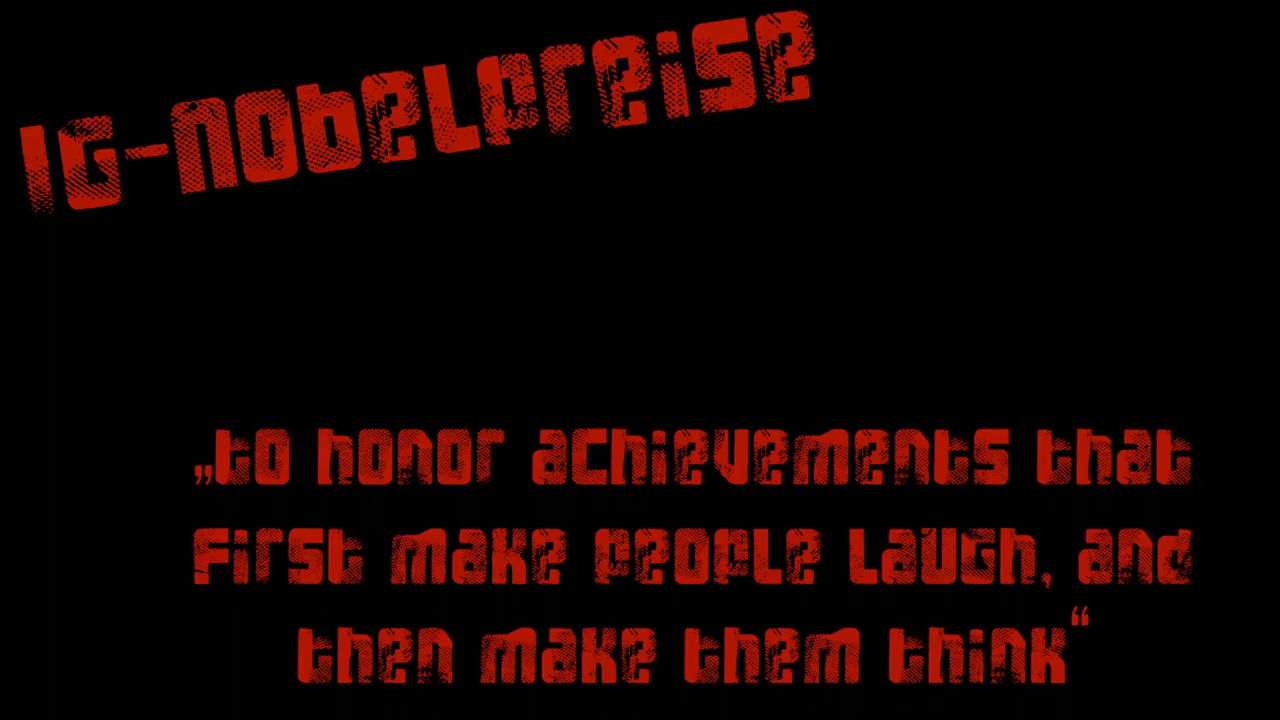 IG-Nobelpreise
„to honor achievements that
first make people laugh, and
then make them think“